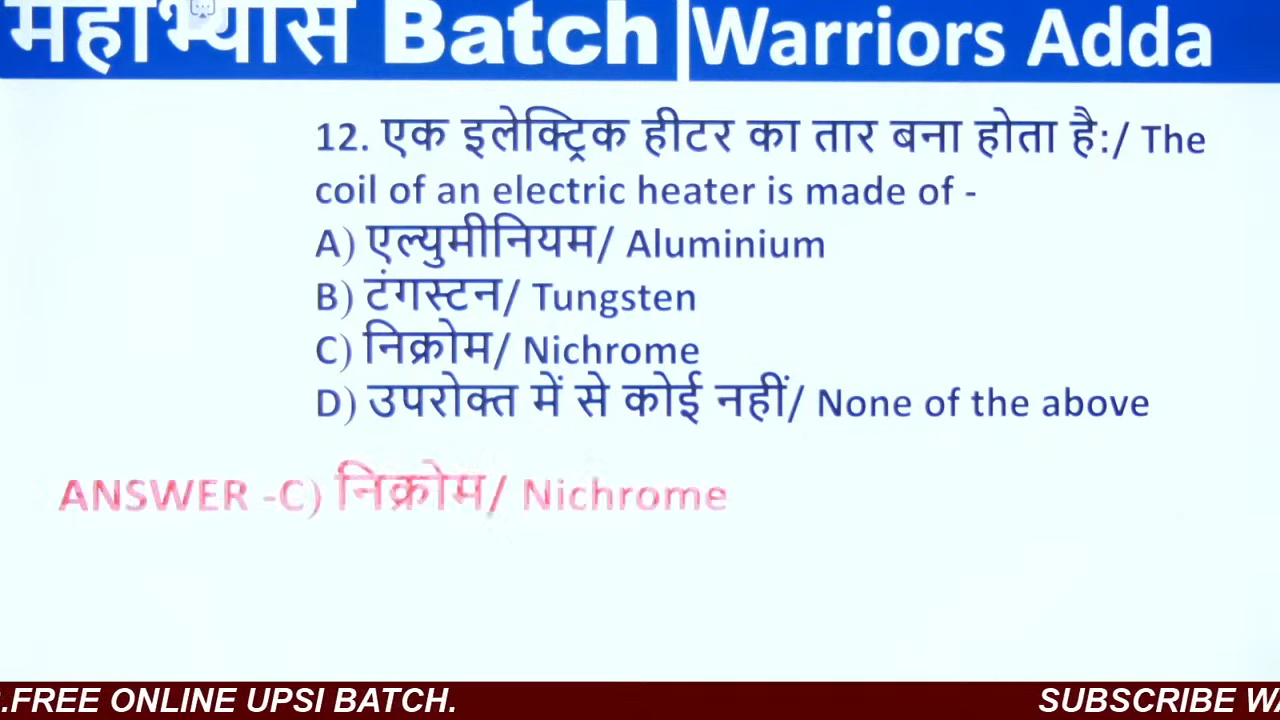 महाभ्यास Batch Warriors Adda
12. एक इलेक्ट्रिक हीटर का तार बना होता है:/ The
coil of an electric heater is made of -
A) एल्युमीनियम/ Aluminium
B) टंगस्टन/ Tungsten
C) निक्रोम/ Nichrome
D) उपरोक्त में से कोई नहीं/ None of the above
ANSWER -C) निक्रोम/ Nichrome
.FREE ONLINE UPSI BATCH. SUBSCRIBE